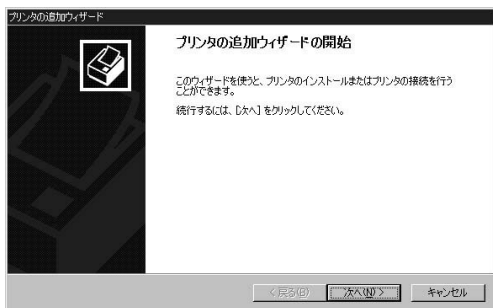 プリンタの追加ウィザード
プリンタの追加ウィザードの開始
このウィザードを使うと、プリンタのインストールまたはプリンタの接続を行う
ことができます。
続行するには、[次へ] をクリックしてください。
< 戻る(B)
次へ(N) >
キャンセル